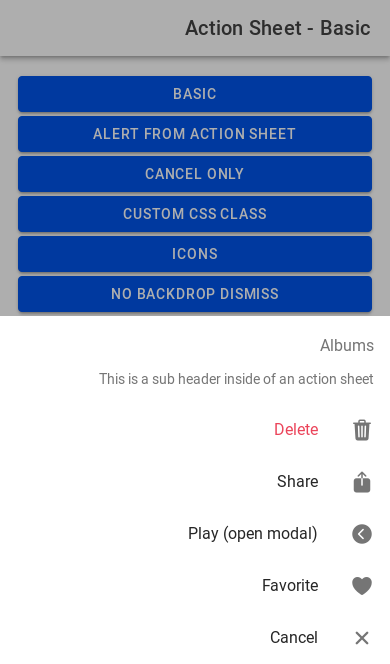 Action Sheet - Basic
BASIC
ALERT FROM ACTION SHEET
CANCEL ONLY
CUSTOM CSS CLASS
ICONS
NO BACKDROP DISMISS
Albums
This is a sub header inside of an action sheet
Delete
Share
Play (open modal)
Favorite
Cancel